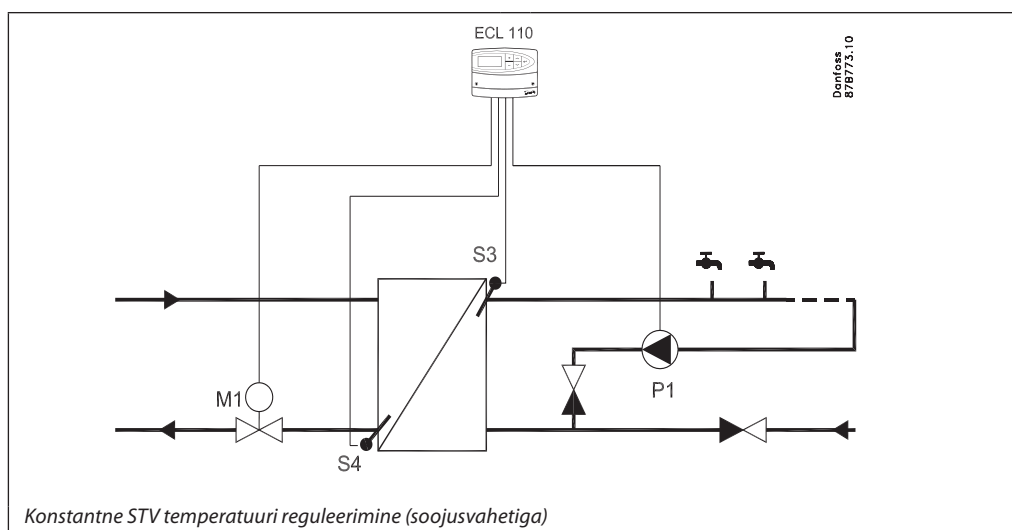 ECL 110
Danfoss
87B773.10
S3
M1
P1
S4
Konstantne STV temperatuuri reguleerimine (soojusvahetiga)